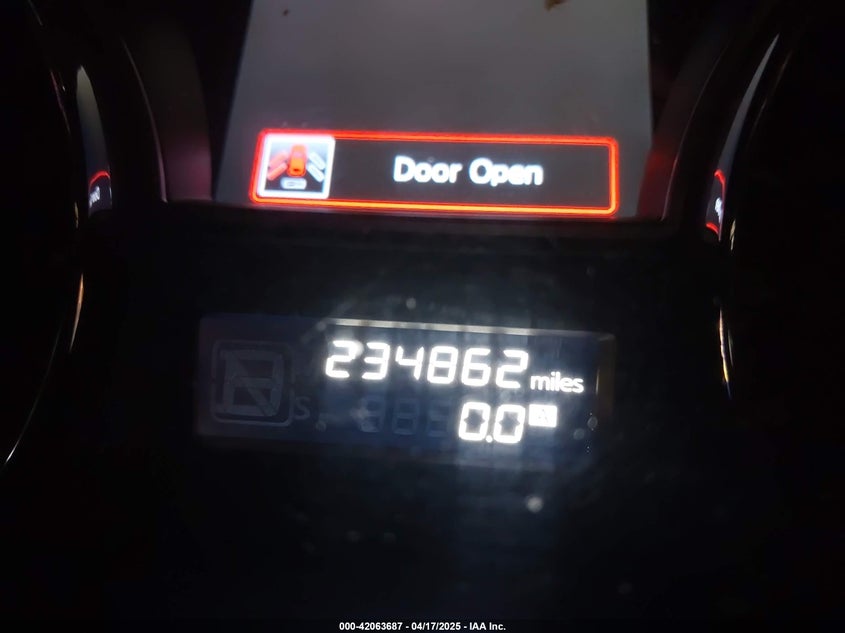 Door Open
234862 miles
0.0
000-42063687 - 04/17/2025 - IAA Inc.